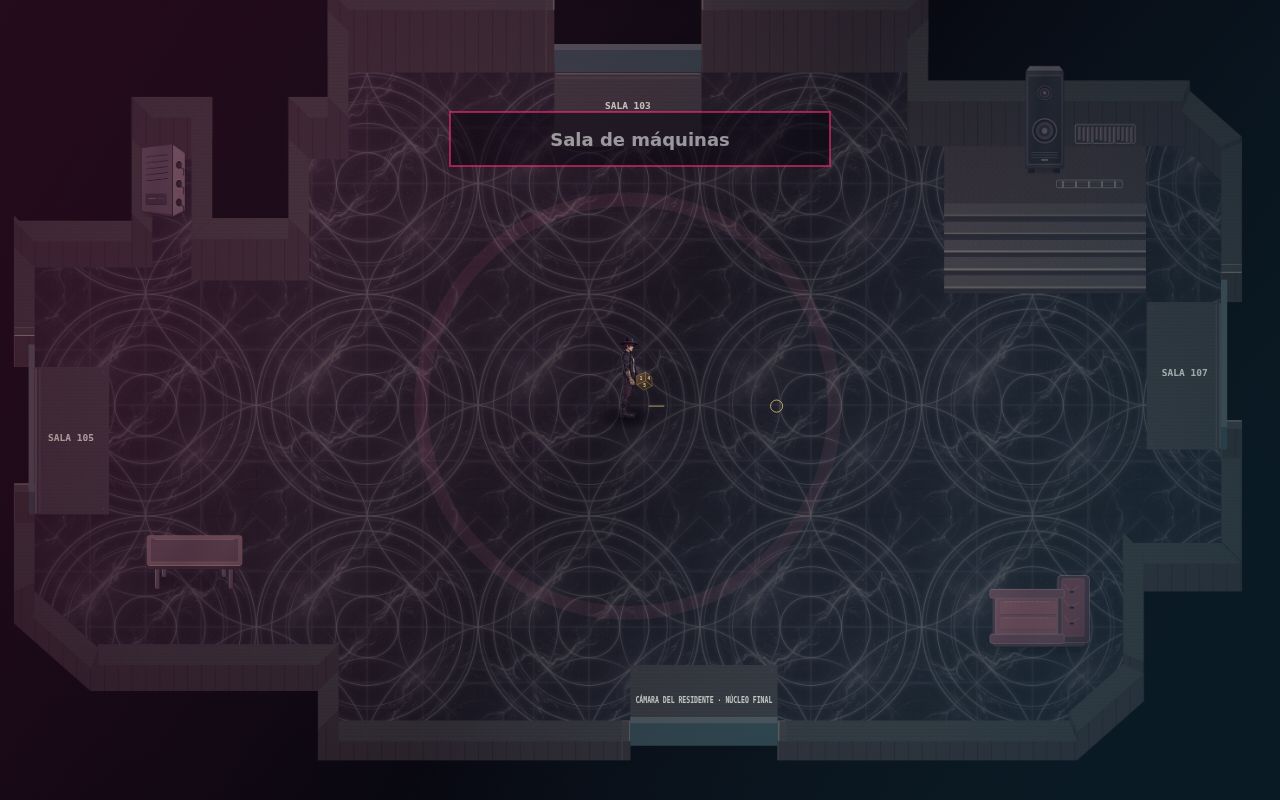 SALA 103
Sala de máquinas
SALA 107
SALA 105
CÁMARA DEL RESIDENTE · NÚCLEO FINAL